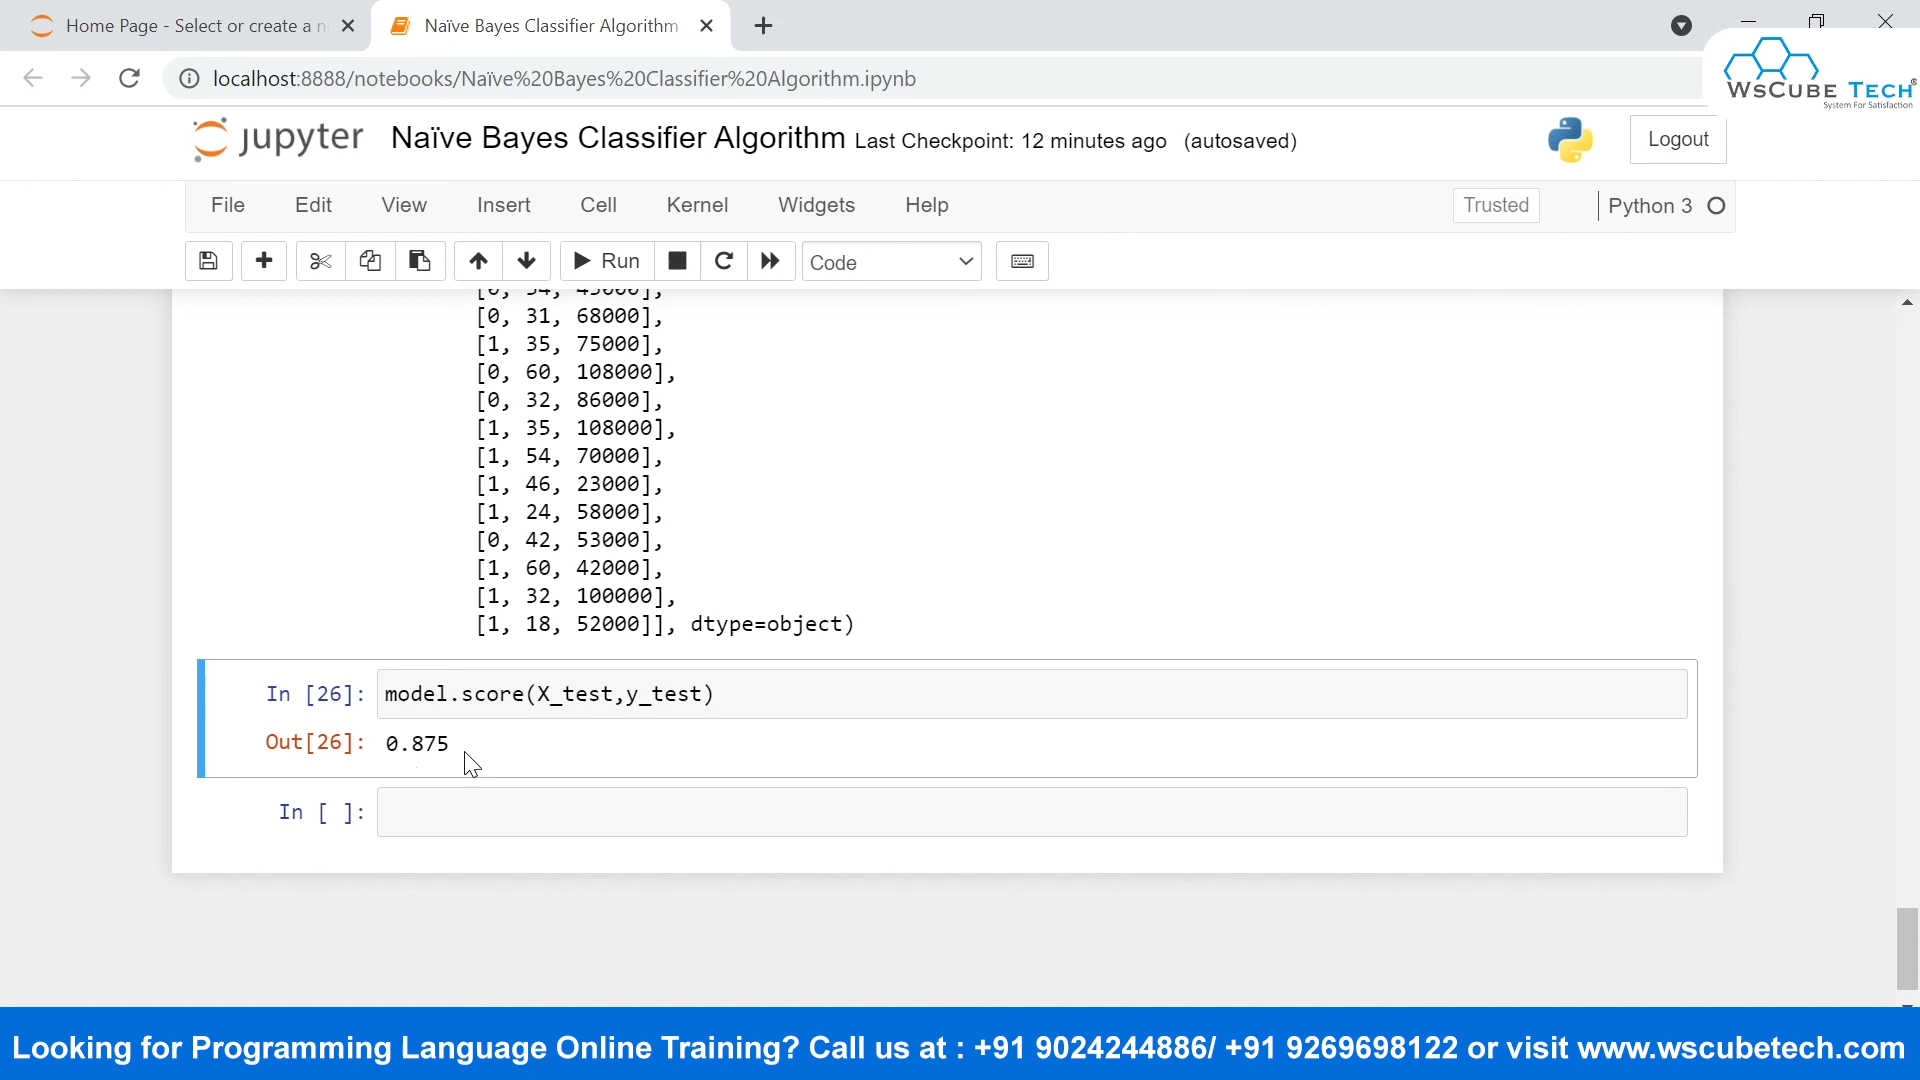 Home Page - Select or create a n
Naïve Bayes Classifier Algorithm
localhost:8888/notebooks/Naïve%20Bayes%20Classifier%20Algorithm.ipynb
WsCube Tech®
System For Satisfaction
jupyter Naïve Bayes Classifier Algorithm Last Checkpoint: 12 minutes ago (autosaved)
Logout
File Edit View Insert Cell Kernel Widgets Help
Trusted
Python 3
Run
Code
[0, 54, 45000],
[0, 31, 68000],
[1, 35, 75000],
[0, 60, 108000],
[0, 32, 86000],
[1, 35, 108000],
[1, 54, 70000],
[1, 46, 23000],
[1, 24, 58000],
[0, 42, 53000],
[1, 60, 42000],
[1, 32, 100000],
[1, 18, 52000]], dtype=object)
In [26]: model.score(X_test,y_test)
Out[26]: 0.875
In [ ]:
Looking for Programming Language Online Training? Call us at : +91 9024244886/ +91 9269698122 or visit www.wscubetech.com